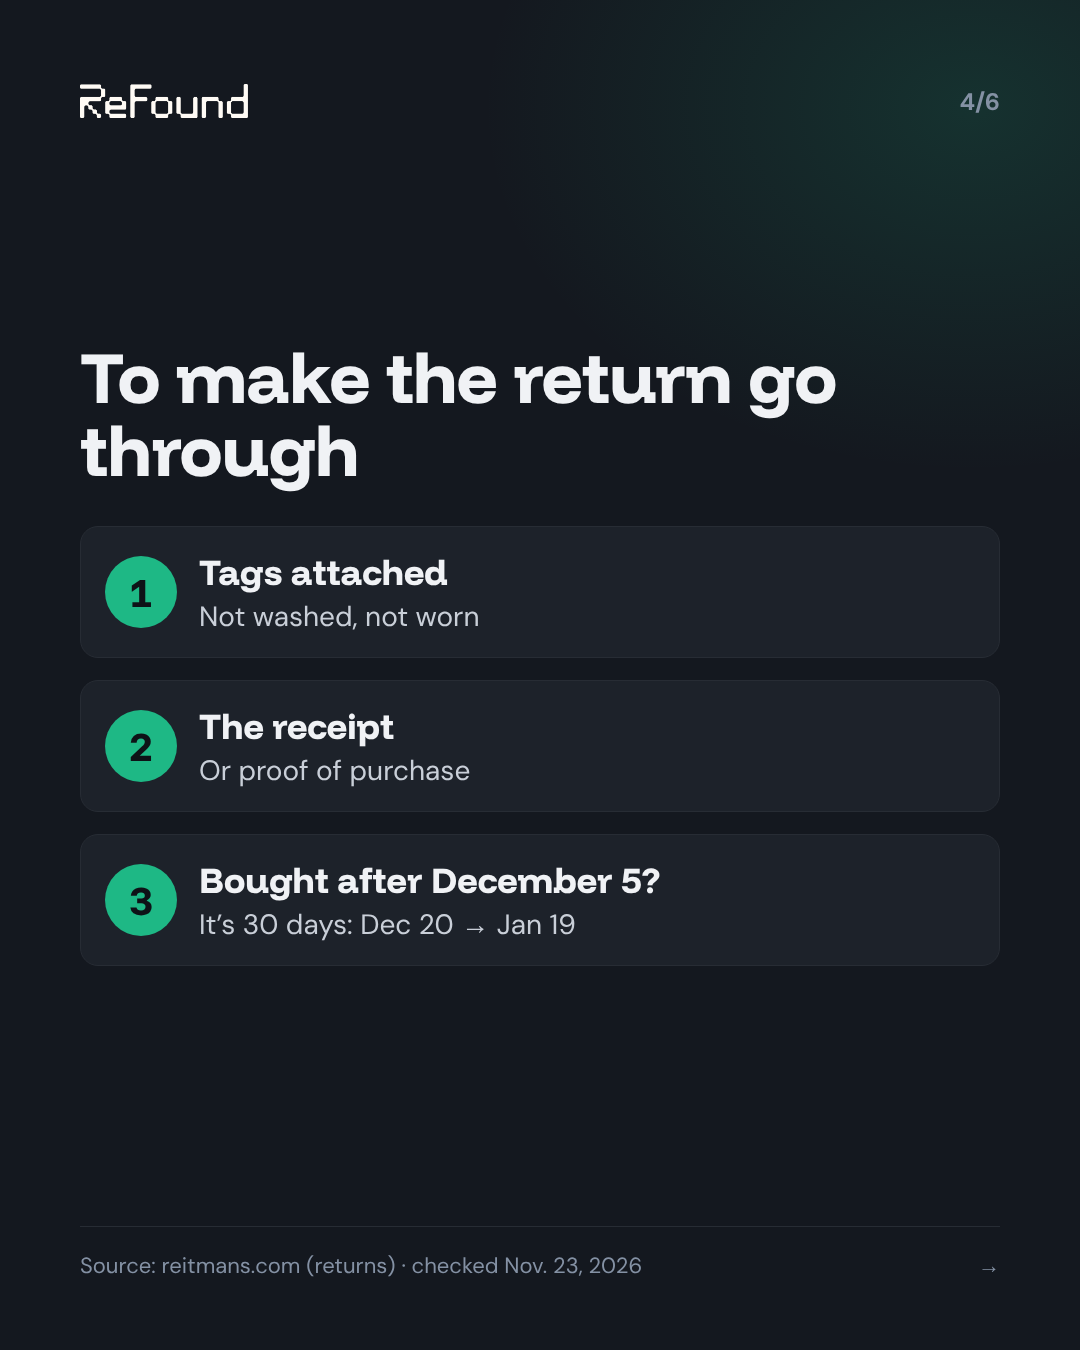 ReFound
4/6
To make the return go
through
1
Tags attached
Not washed, not worn
2
The receipt
Or proof of purchase
3
Bought after December 5?
It’s 30 days: Dec 20 → Jan 19
Source: reitmans.com (returns) · checked Nov. 23, 2026
→